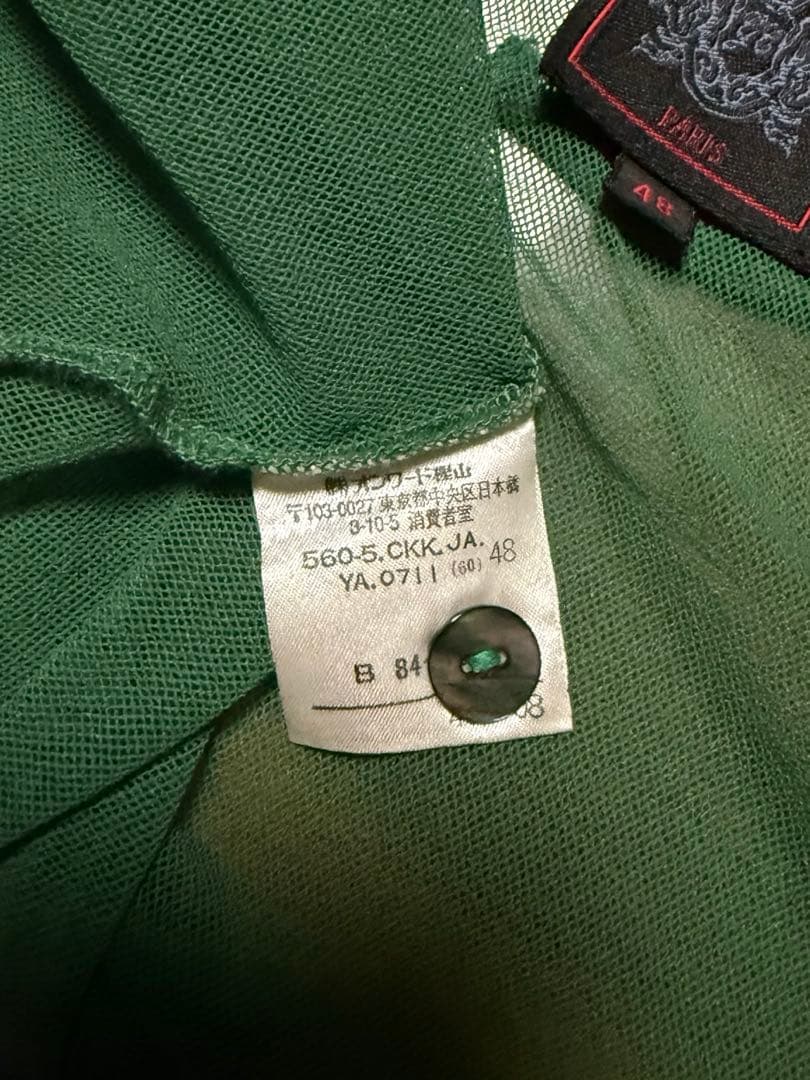 PARIS
48
㈱オンワード樫山
〒103-0027 東京都中央区日本橋
3-10-5 消費者室
560-5.CKK.JA.
YA.0711 (60) 48
B 84